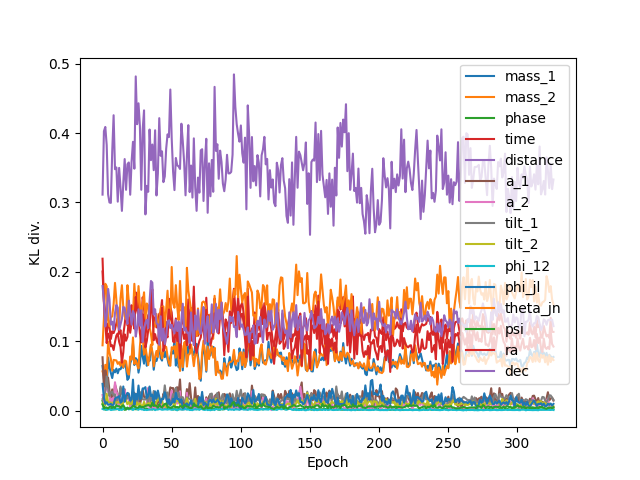 0.5
0.4
0.3
0.2
0.1
0.0
KL div.
0
50
100
150
200
250
300
Epoch
mass_1
mass_2
phase
time
distance
a_1
a_2
tilt_1
tilt_2
phi_12
phi_jl
theta_jn
psi
ra
dec